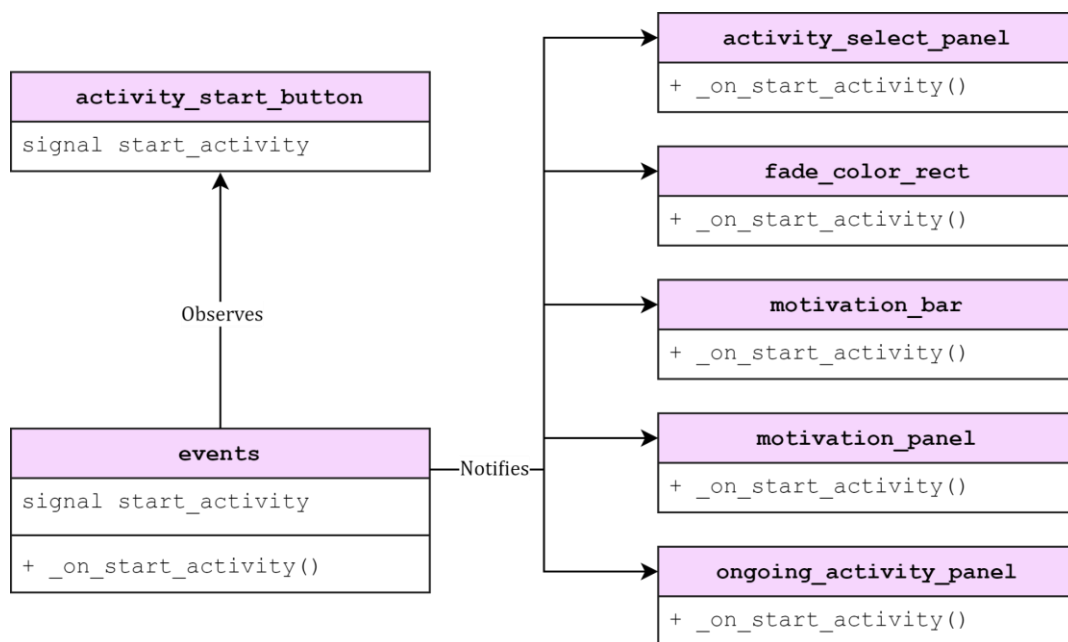 activity_start_button
signal start_activity
Observes
events
signal start_activity
+ _on_start_activity()
Notifies
activity_select_panel
+ _on_start_activity()
fade_color_rect
+ _on_start_activity()
motivation_bar
+ _on_start_activity()
motivation_panel
+ _on_start_activity()
ongoing_activity_panel
+ _on_start_activity()